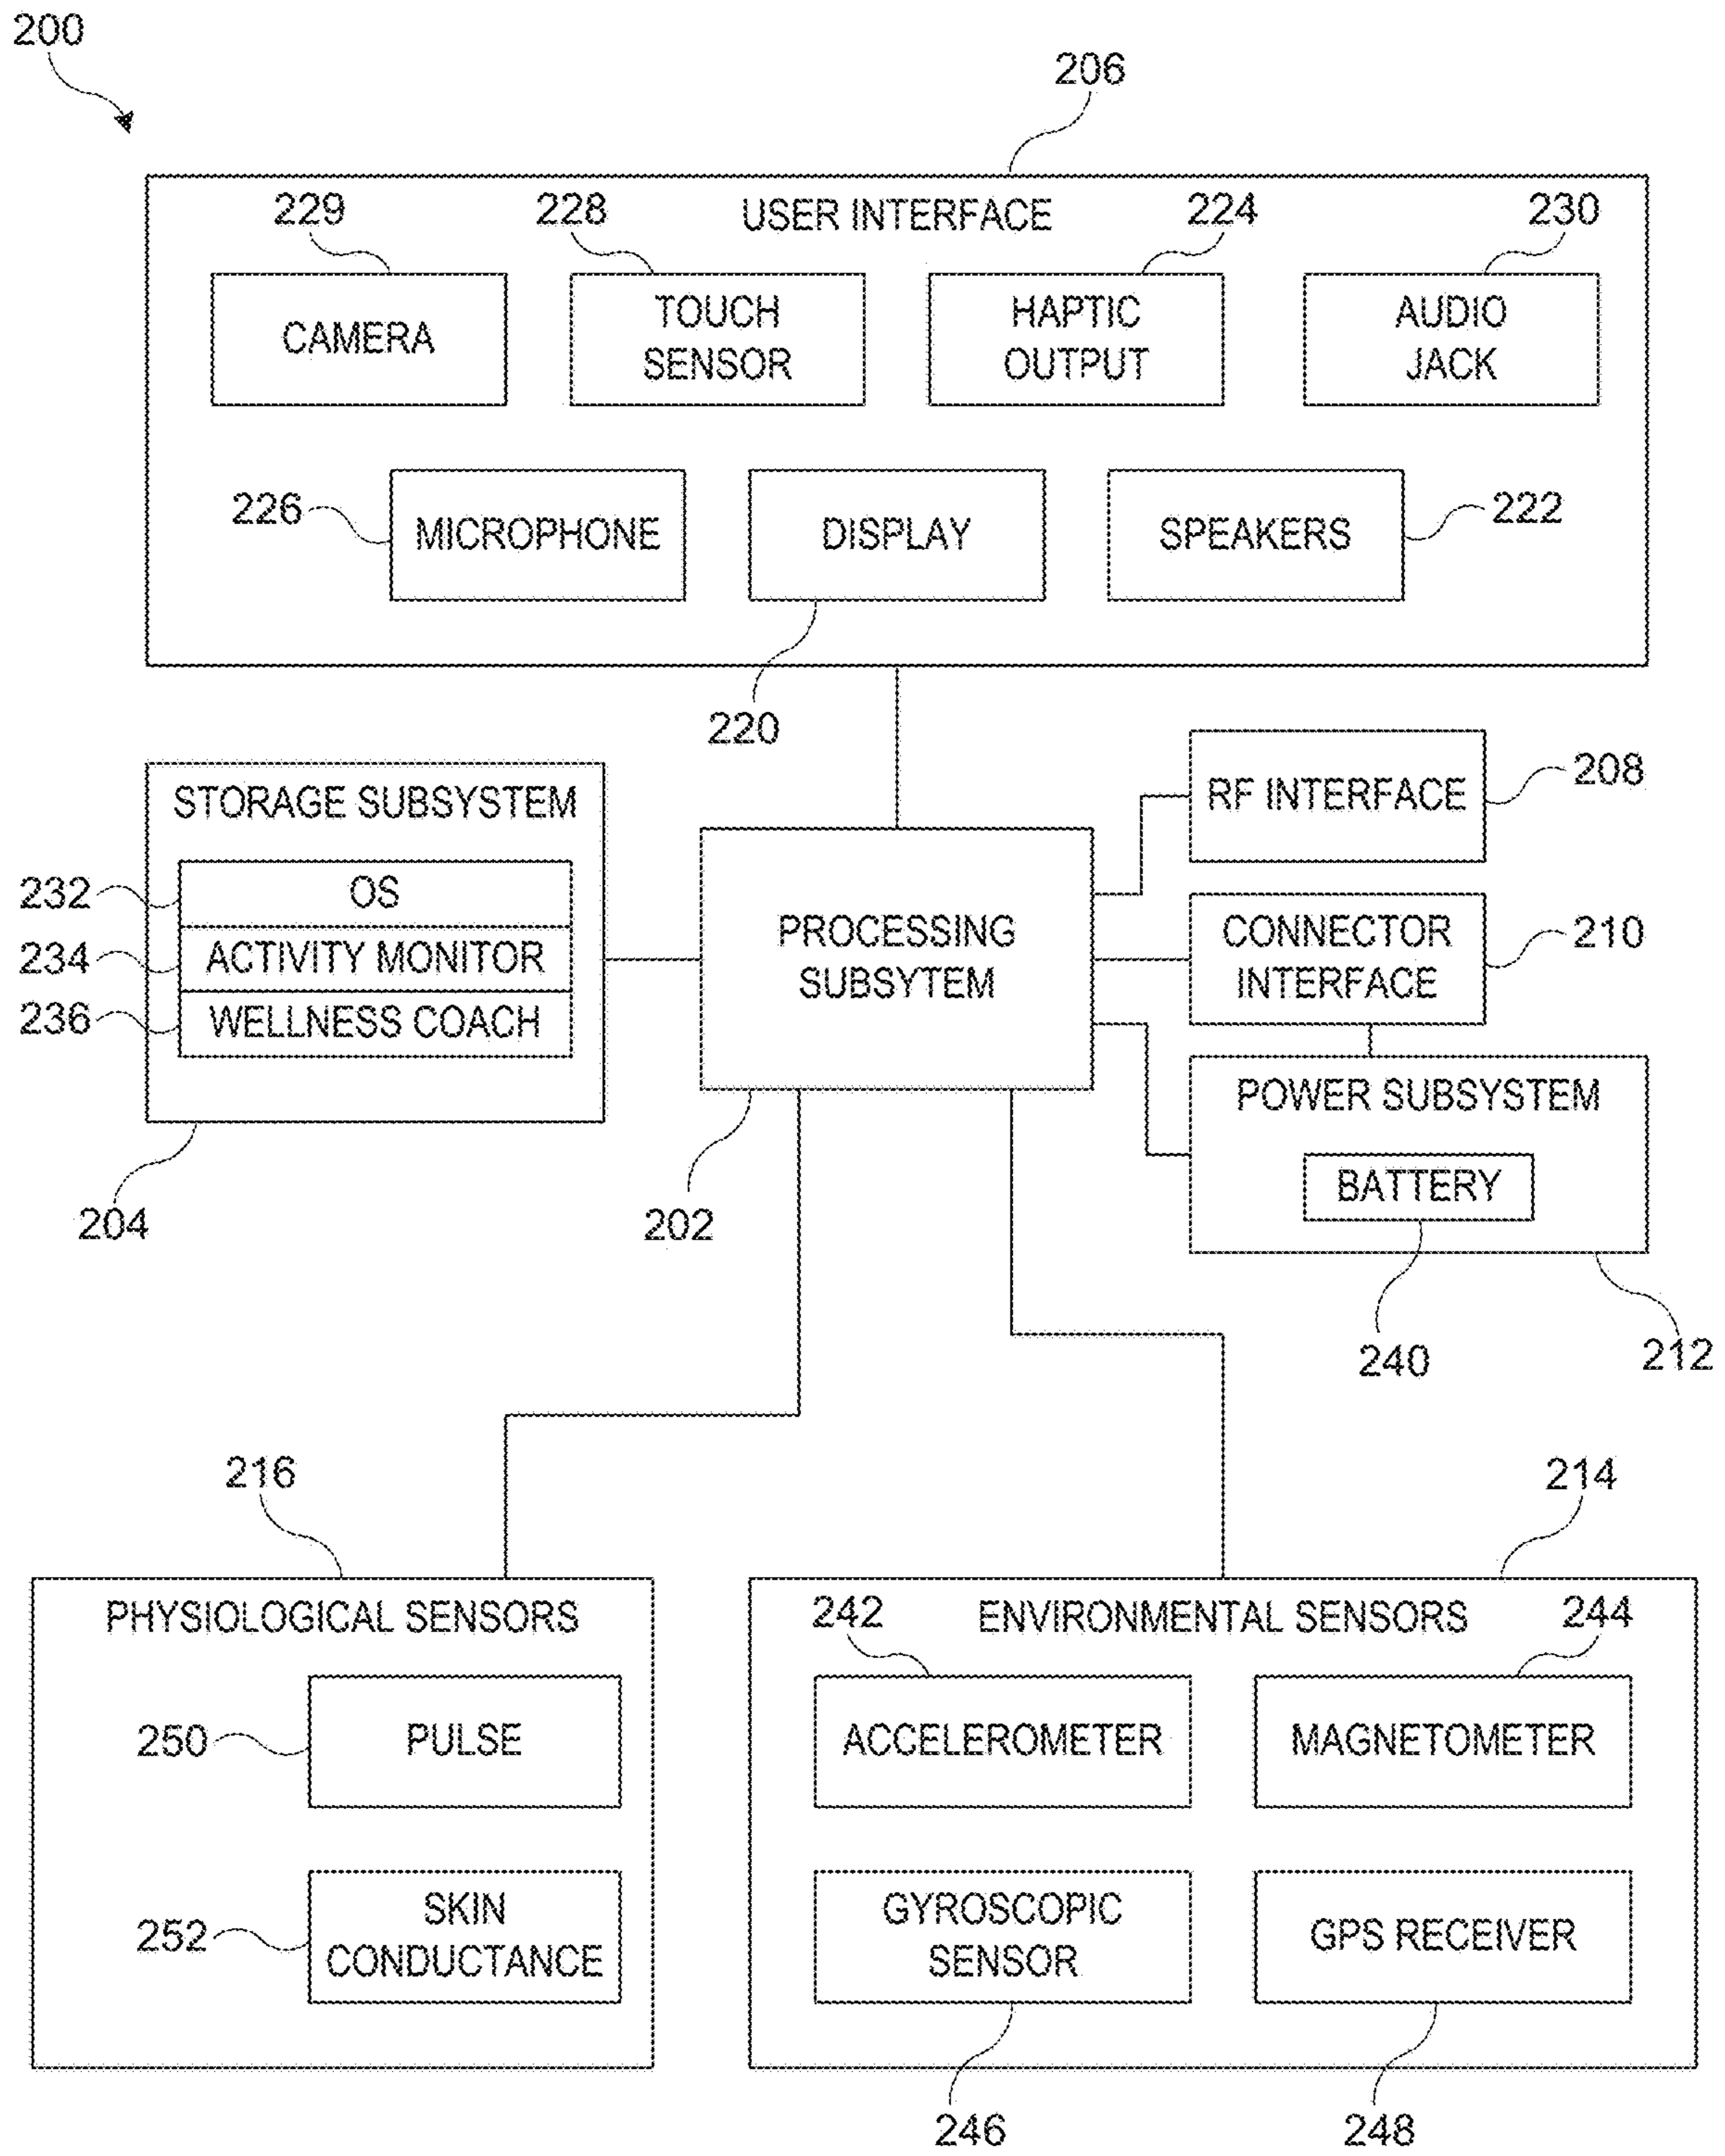 200
206
229
228
USER INTERFACE
224
230
CAMERA
TOUCH
SENSOR
HAPTIC
OUTPUT
AUDIO
JACK
226
MICROPHONE
DISPLAY
SPEAKERS
222
220
STORAGE SUBSYSTEM
232
OS
234
ACTIVITY MONITOR
236
WELLNESS COACH
204
PROCESSING
SUBSYTEM
202
RF INTERFACE
208
CONNECTOR
INTERFACE
210
POWER SUBSYSTEM
BATTERY
240
212
216
PHYSIOLOGICAL SENSORS
250
PULSE
252
SKIN
CONDUCTANCE
214
242
ENVIRONMENTAL SENSORS
244
ACCELEROMETER
MAGNETOMETER
GYROSCOPIC
SENSOR
GPS RECEIVER
246
248